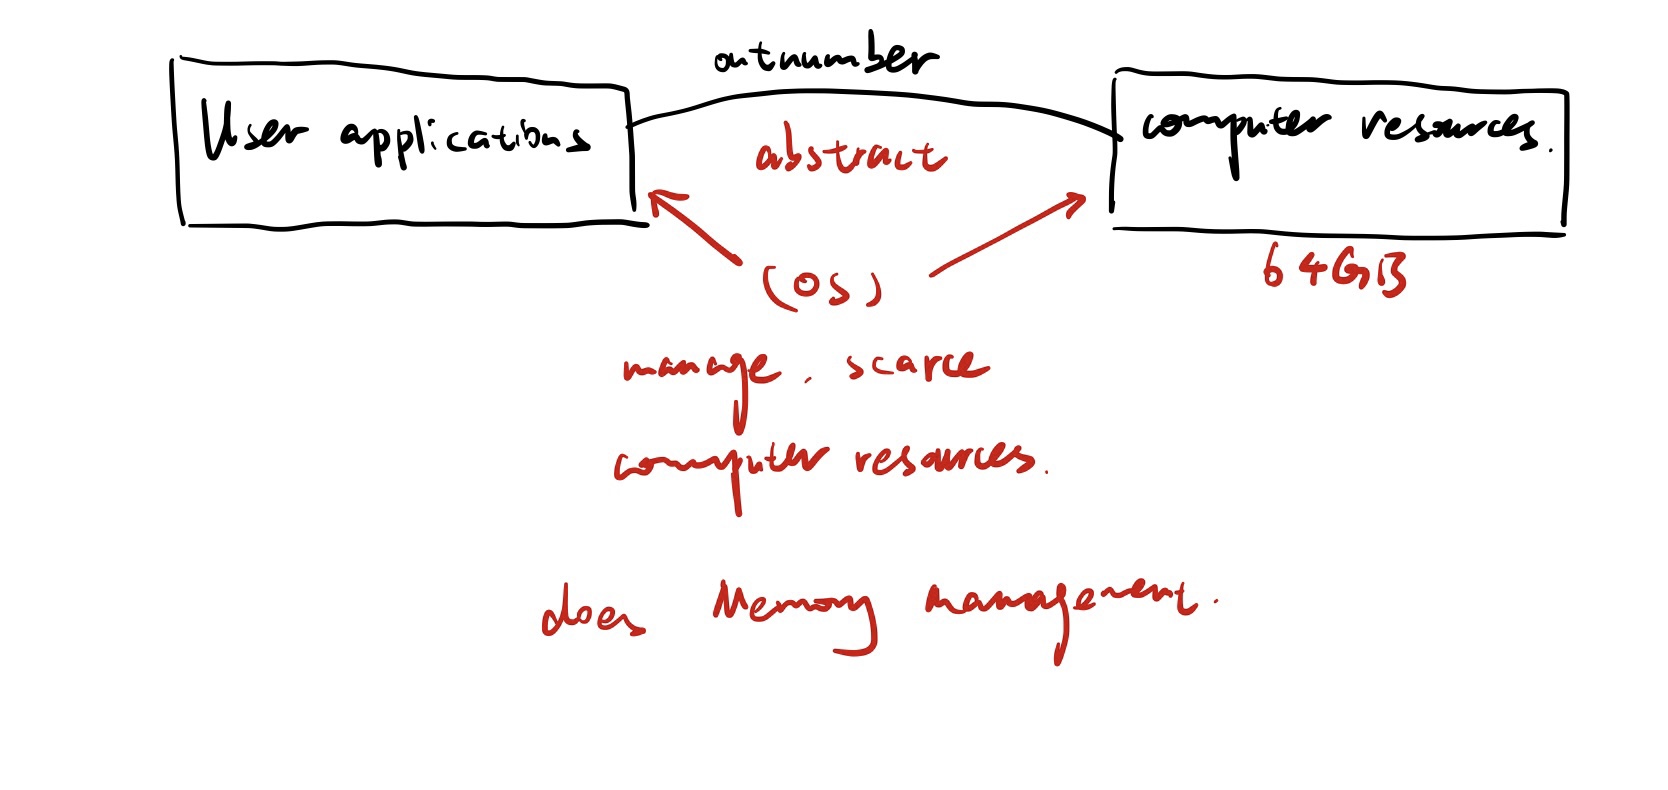 outnumber
User applications
computer resources.
abstract
64GB
(OS)
manage. scarce
computer resources.
does Memory management.